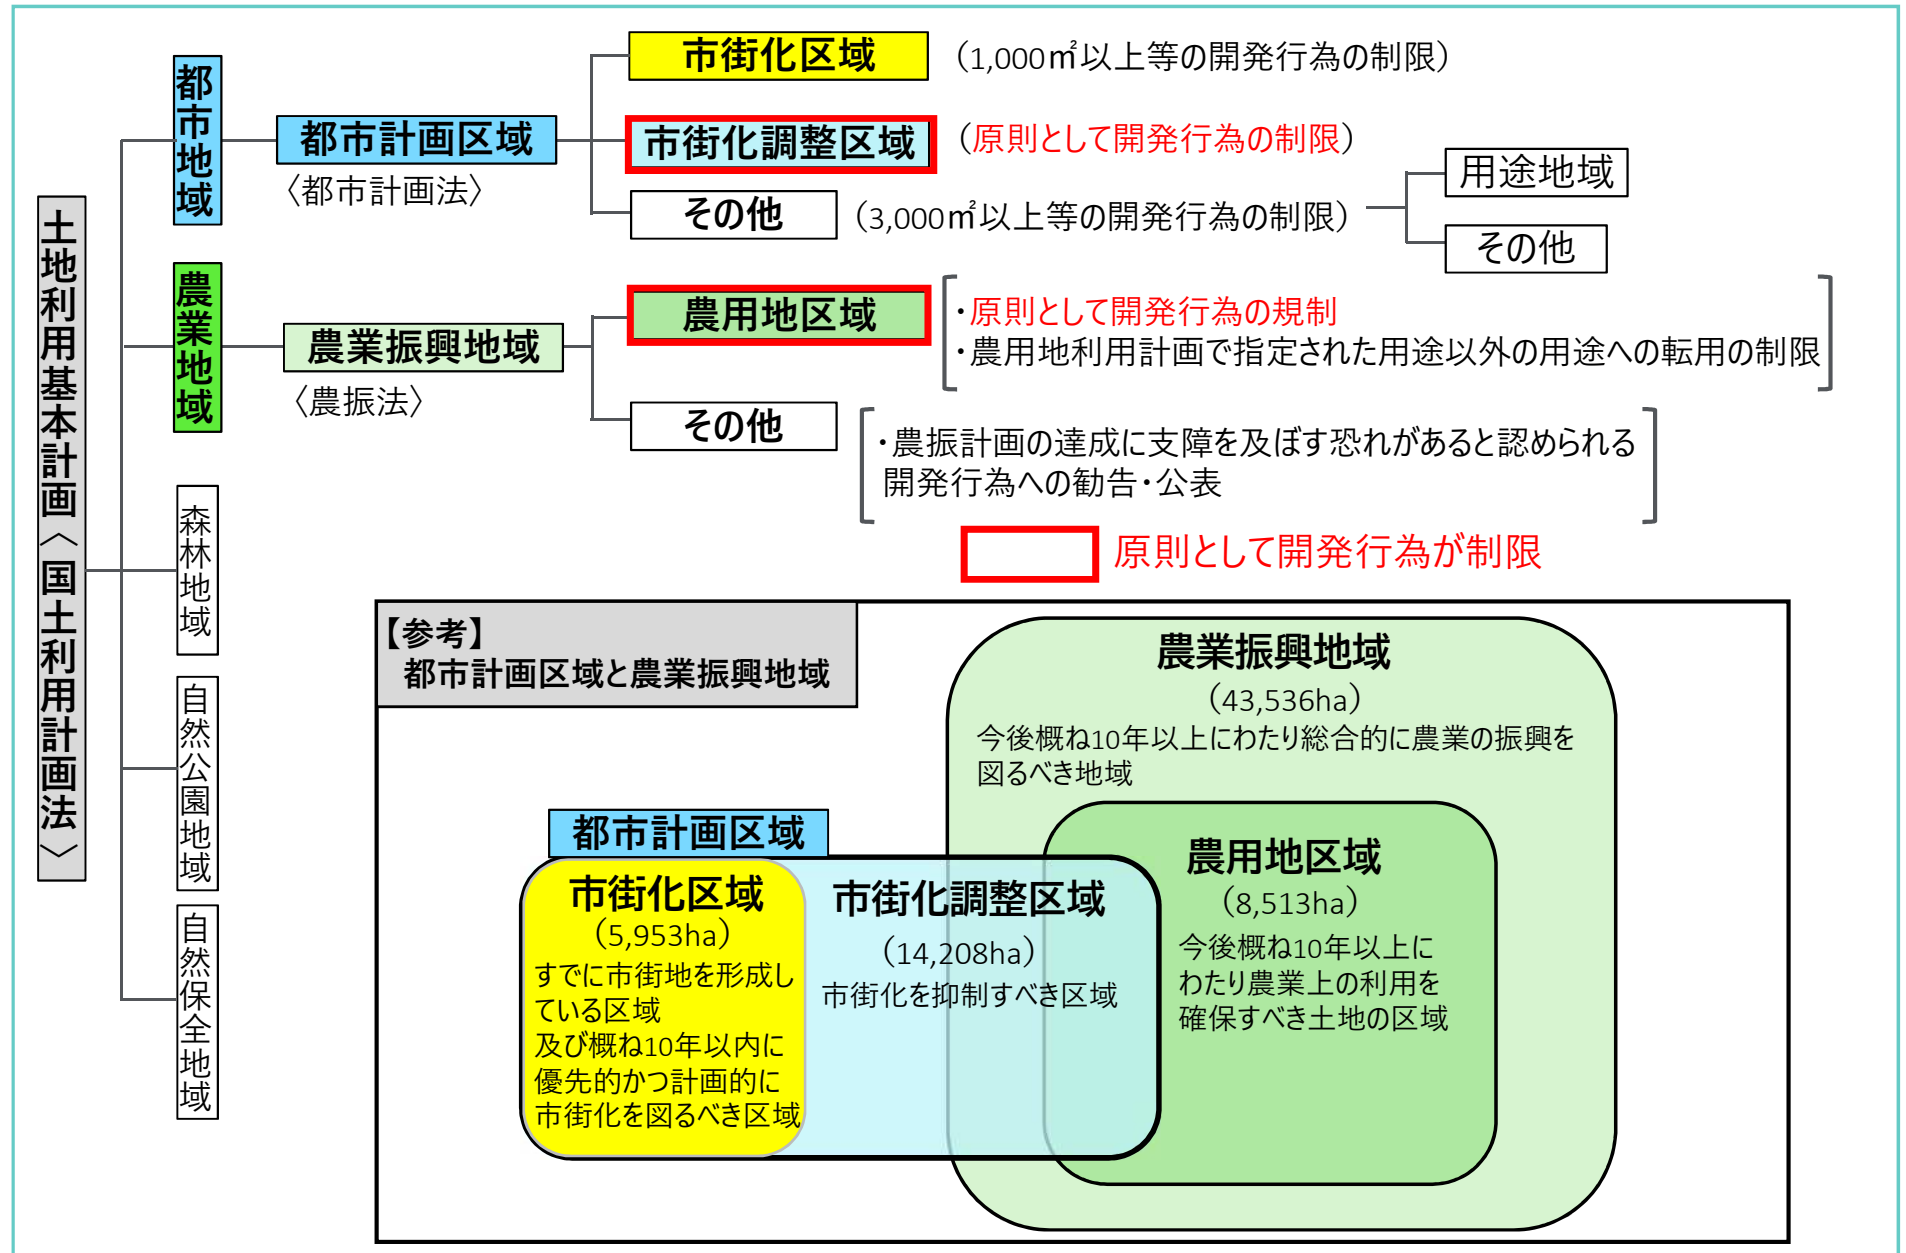 土地利用基本計画〈国土利用計画法〉
都市地域
都市計画区域
〈都市計画法〉
市街化区域
（1,000㎡以上等の開発行為の制限）
市街化調整区域
（原則として開発行為の制限）
その他
（3,000㎡以上等の開発行為の制限）
用途地域
その他
農業地域
農業振興地域
〈農振法〉
農用地区域
・原則として開発行為の規制
・農用地利用計画で指定された用途以外の用途への転用の制限
その他
・農振計画の達成に支障を及ぼす恐れがあると認められる
開発行為への勧告・公表
森林地域
自然公園地域
自然保全地域
原則として開発行為が制限
【参考】
都市計画区域と農業振興地域
農業振興地域
（43,536ha）
今後概ね10年以上にわたり総合的に農業の振興を
図るべき地域
都市計画区域
市街化区域
（5,953ha）
すでに市街地を形成し
ている区域
及び概ね10年以内に
優先的かつ計画的に
市街化を図るべき区域
市街化調整区域
（14,208ha）
市街化を抑制すべき区域
農用地区域
（8,513ha）
今後概ね10年以上に
わたり農業上の利用を
確保すべき土地の区域